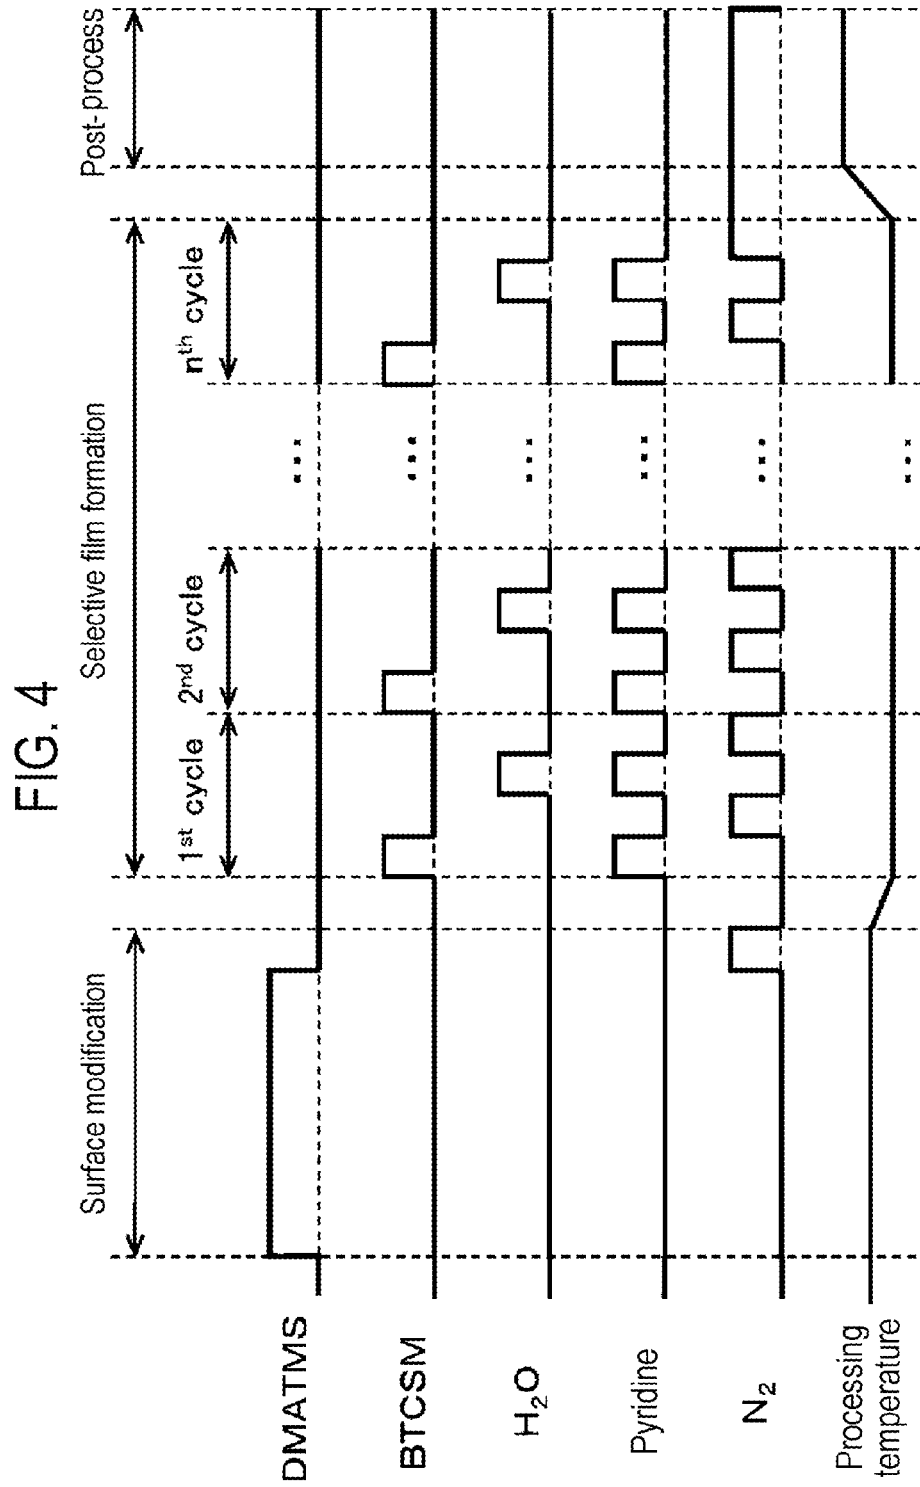 FIG. 4
Surface modification
Selective film formation
Post-process
1st cycle
2nd cycle
nth cycle
DMATMS
...
BTCSM
...
H2O
...
Pyridine
...
N2
...
Processing
temperature
...